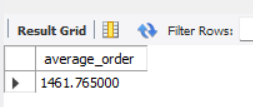 Result Grid Filter Rows:
average_order
1461.765000